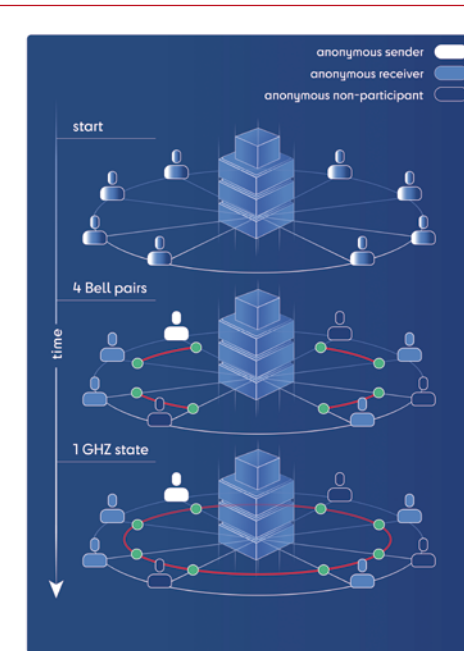 anonymous sender
anonymous receiver
anonymous non-participant
start
4 Bell pairs
time
1 GHZ state